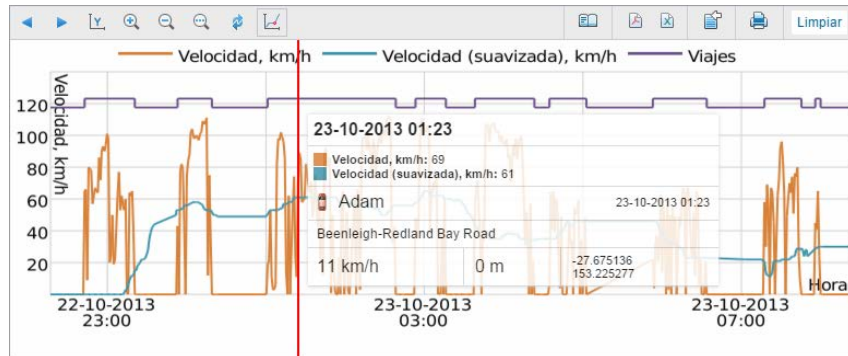 Limpiar
Velocidad, km/h Velocidad (suavizada), km/h Viajes
Velocidad, km/h
120
100
80
60
40
20
23-10-2013 01:23
Velocidad, km/h: 69
Velocidad (suavizada), km/h: 61
Adam 23-10-2013 01:23
Beenleigh-Redland Bay Road
11 km/h 0 m -27.675136
153.225277
Hora
22-10-2013 23-10-2013 23-10-2013
23:00 03:00 07:00